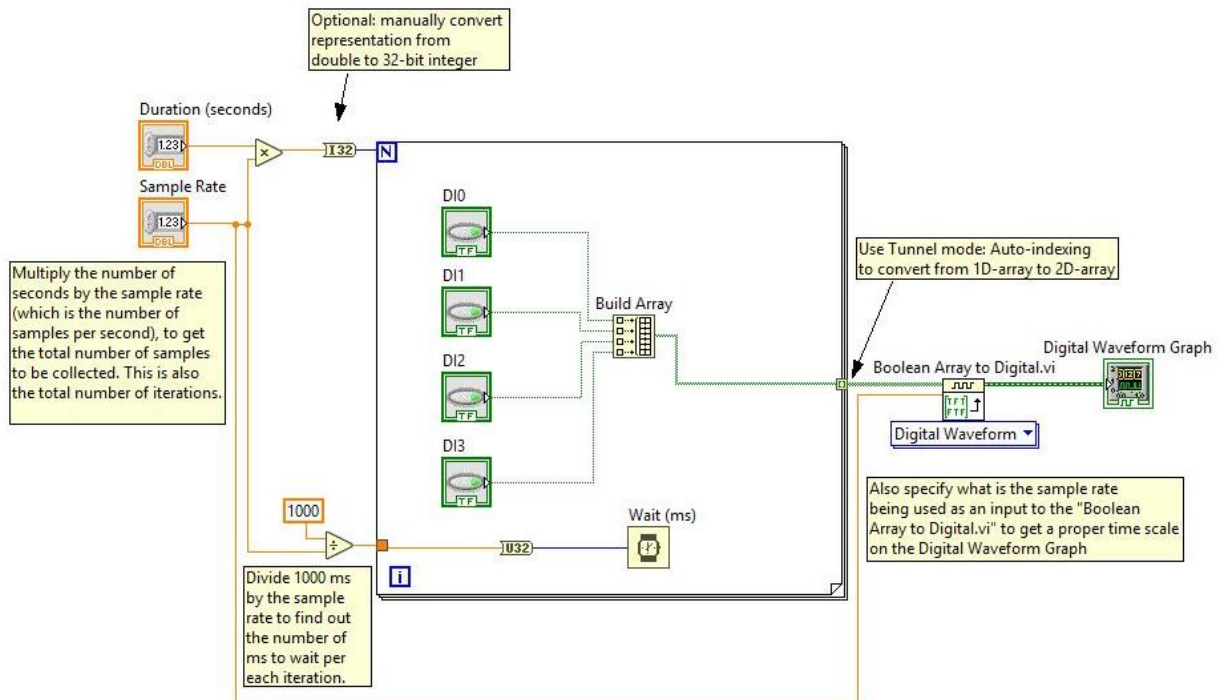 Optional: manually convert
representation from
double to 32-bit integer
Duration (seconds)
1.23
DBL
×
I32
N
Sample Rate
1.23
DBL
Multiply the number of
seconds by the sample rate
(which is the number of
samples per second), to get
the total number of samples
to be collected. This is also
the total number of iterations.
DI0
TF
DI1
TF
DI2
TF
DI3
TF
Build Array
Use Tunnel mode: Auto-indexing
to convert from 1D-array to 2D-array
Boolean Array to Digital.vi
TFT
FTF
Digital Waveform
Digital Waveform Graph
1000
÷
U32
Wait (ms)
i
Divide 1000 ms
by the sample
rate to find out
the number of
ms to wait per
each iteration.
Also specify what is the sample rate
being used as an input to the "Boolean
Array to Digital.vi" to get a proper time scale
on the Digital Waveform Graph